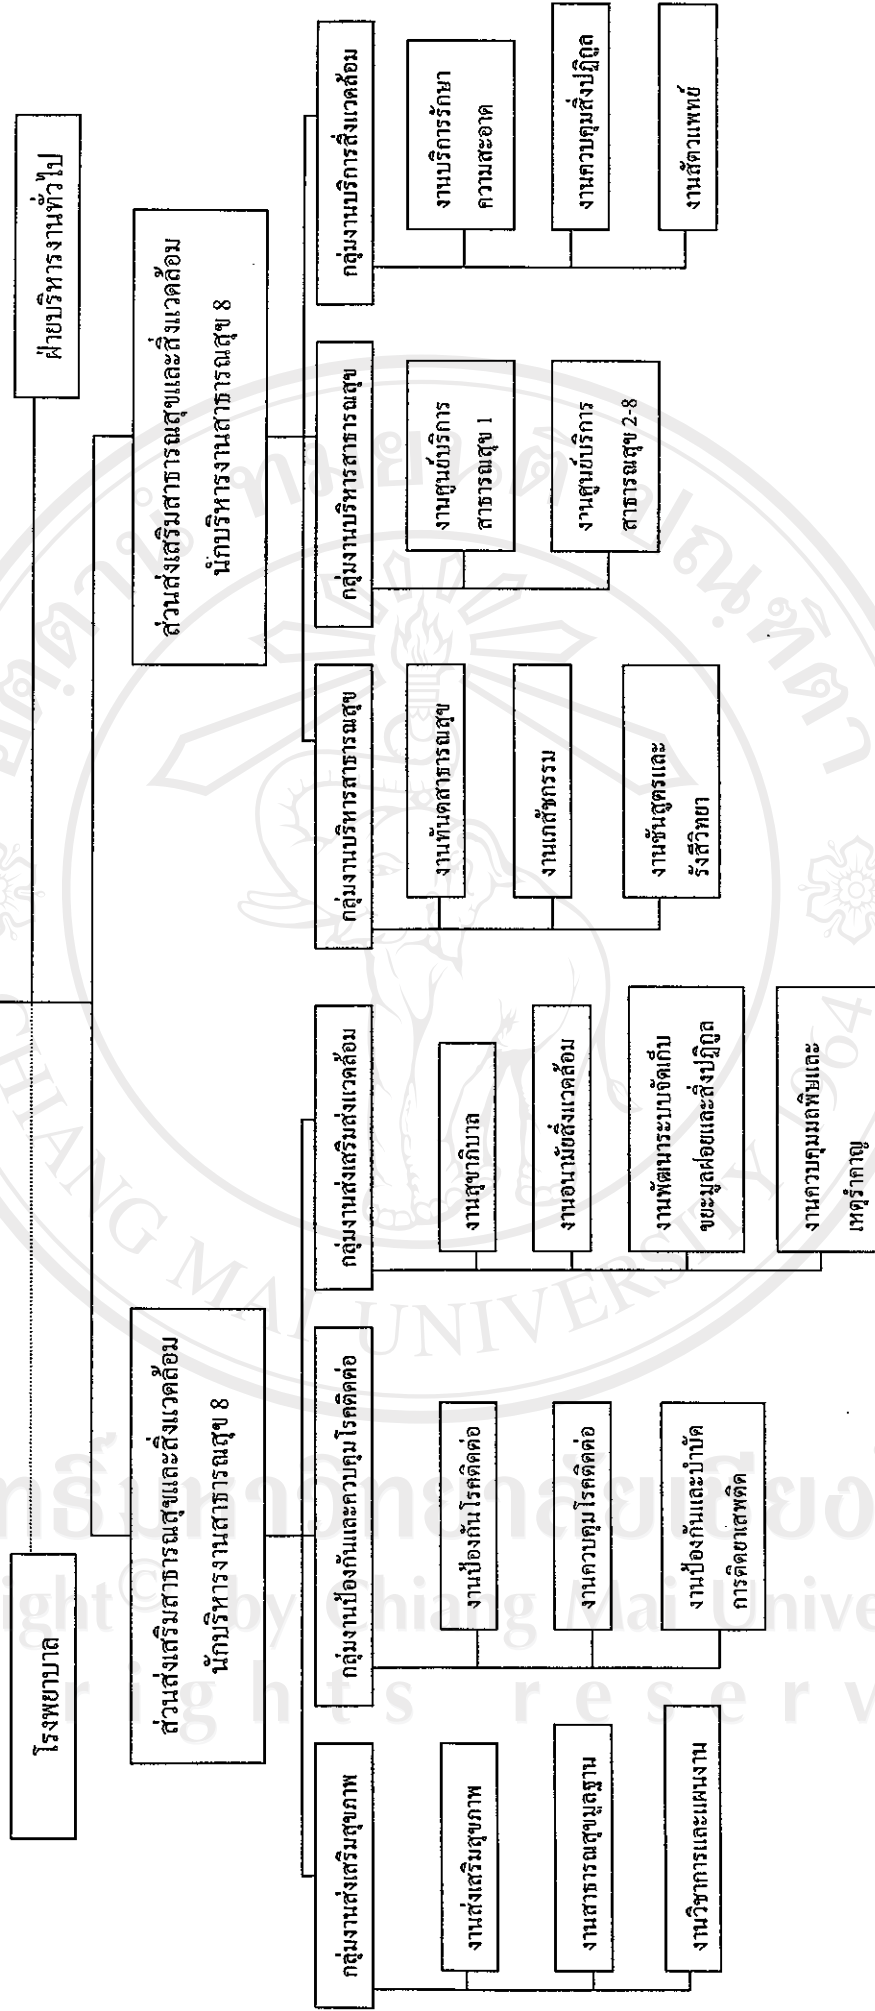 โรงพยาบาล
ฝ่ายบริหารงานทั่วไป
ส่วนส่งเสริมสาธารณสุขและสิ่งแวดล้อม
นักบริหารงานสาธารณสุข 8
ส่วนส่งเสริมสาธารณสุขและสิ่งแวดล้อม
นักบริหารงานสาธารณสุข 8
กลุ่มงานส่งเสริมสุขภาพ
กลุ่มงานป้องกันและควบคุมโรคติดต่อ
กลุ่มงานส่งเสริมสิ่งแวดล้อม
กลุ่มงานบริหารสาธารณสุข
กลุ่มงานบริหารสาธารณสุข
กลุ่มงานบริการสิ่งแวดล้อม
งานส่งเสริมสุขภาพ
งานสาธารณสุขมูลฐาน
งานวิชาการและแผนงาน
งานป้องกันโรคติดต่อ
งานควบคุมโรคติดต่อ
งานป้องกันและบำบัด
การติดยาเสพติด
งานสุขาภิบาล
งานอนามัยสิ่งแวดล้อม
งานพัฒนาระบบจัดเก็บ
ขยะมูลฝอยและสิ่งปฏิกูล
งานควบคุมมลพิษและ
เหตุรำคาญ
งานทันตสาธารณสุข
งานเภสัชกรรม
งานชันสูตรและ
รังสีวิทยา
งานศูนย์บริการ
สาธารณสุข 1
งานศูนย์บริการ
สาธารณสุข 2-8
งานบริการรักษา
ความสะอาด
งานควบคุมสิ่งปฏิกูล
งานสัตวแพทย์
CHIANG MAI UNIVERSITY 1964
by Chiang Mai Univer
rights reserv